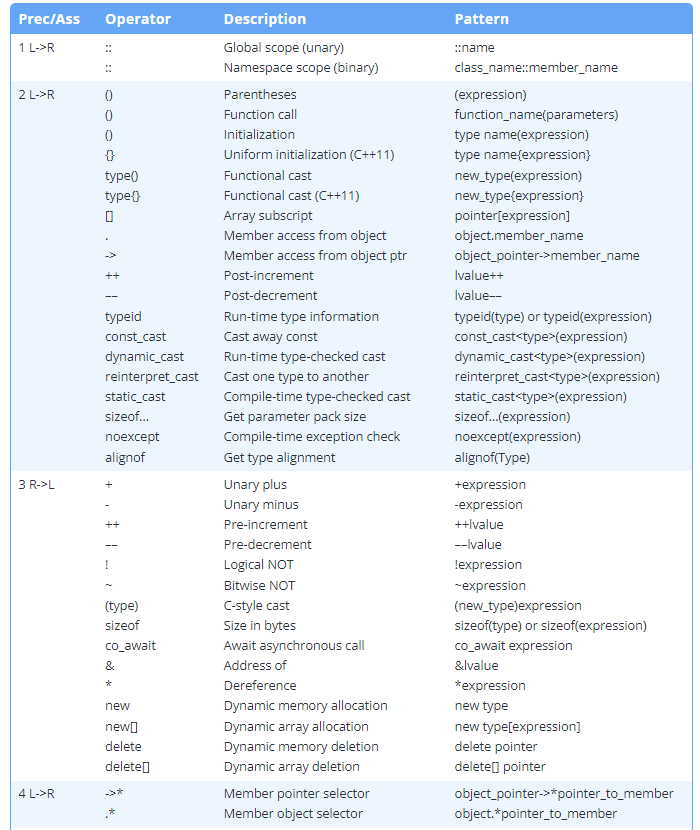 Prec/Ass Operator Description Pattern
1 L->R :: Global scope (unary) ::name
:: Namespace scope (binary) class_name::member_name
2 L->R () Parentheses (expression)
() Function call function_name(parameters)
() Initialization type name(expression)
{} Uniform initialization (C++11) type name{expression}
type() Functional cast new_type(expression)
type{} Functional cast (C++11) new_type{expression}
[] Array subscript pointer[expression]
. Member access from object object.member_name
-> Member access from object ptr object_pointer->member_name
++ Post-increment lvalue++
–– Post-decrement lvalue––
typeid Run-time type information typeid(type) or typeid(expression)
const_cast Cast away const const_cast<type>(expression)
dynamic_cast Run-time type-checked cast dynamic_cast<type>(expression)
reinterpret_cast Cast one type to another reinterpret_cast<type>(expression)
static_cast Compile-time type-checked cast static_cast<type>(expression)
sizeof... Get parameter pack size sizeof...(expression)
noexcept Compile-time exception check noexcept(expression)
alignof Get type alignment alignof(Type)
3 R->L + Unary plus +expression
- Unary minus -expression
++ Pre-increment ++lvalue
–– Pre-decrement ––lvalue
! Logical NOT !expression
~ Bitwise NOT ~expression
(type) C-style cast (new_type)expression
sizeof Size in bytes sizeof(type) or sizeof(expression)
co_await Await asynchronous call co_await expression
& Address of &lvalue
* Dereference *expression
new Dynamic memory allocation new type
new[] Dynamic array allocation new type[expression]
delete Dynamic memory deletion delete pointer
delete[] Dynamic array deletion delete[] pointer
4 L->R ->* Member pointer selector object_pointer->*pointer_to_member
.* Member object selector object.*pointer_to_member